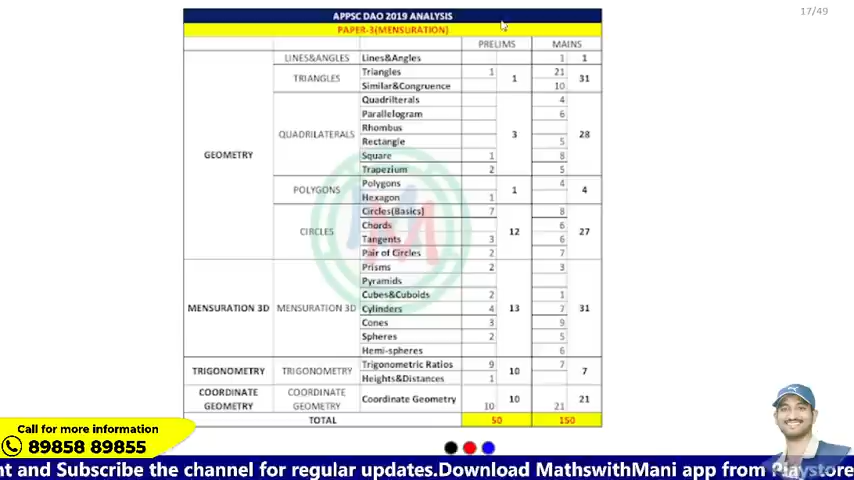 17/49
APPSC DAO 2019 ANALYSIS
PAPER-3(MENSURATION)
PRELIMS MAINS
GEOMETRY LINES&ANGLES Lines&Angles 1 1
TRIANGLES Triangles 1 1 21 31
Similar&Congruence 10
QUADRILATERALS Quadrilterals 3 4 28
Parallelogram 6
Rhombus
Rectangle 5
Square 1 8
Trapezium 2 5
POLYGONS Polygons 1 4 4
Hexagon 1
CIRCLES Circles(Basics) 7 12 8 27
Chords 6
Tangents 3 6
Pair of Circles 2 7
MENSURATION 3D MENSURATION 3D Prisms 2 13 3 31
Pyramids
Cubes&Cuboids 2 1
Cylinders 4 7
Cones 3 9
Spheres 2 5
Hemi-spheres 6
TRIGONOMETRY TRIGONOMETRY Trigonometric Ratios 9 10 7 7
Heights&Distances 1
COORDINATE GEOMETRY COORDINATE GEOMETRY Coordinate Geometry 10 10 21 21
TOTAL 50 150
Call for more information
89858 89855
nt and Subscribe the channel for regular updates.Download MathswithMani app from Playstore